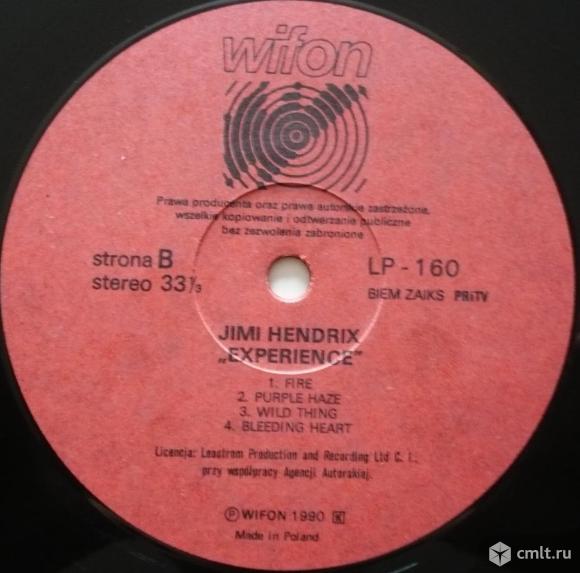 wifon
Prawa producenta oraz prawa autorskie zastrzeżone,
wszelkie kopiowanie i odtwarzanie publiczne
bez zezwolenia zabronione
strona B
stereo 33⅓
LP - 160
BIEM ZAIKS PRiTV
JIMI HENDRIX
„EXPERIENCE”
1. FIRE
2. PURPLE HAZE
3. WILD THING
4. BLEEDING HEART
Licencja: Leastrom Production and Recording Ltd C. I.,
przy współpracy Agencji Autorskiej.
Ⓟ WIFON 1990 K
Made in Poland
cmlt.ru